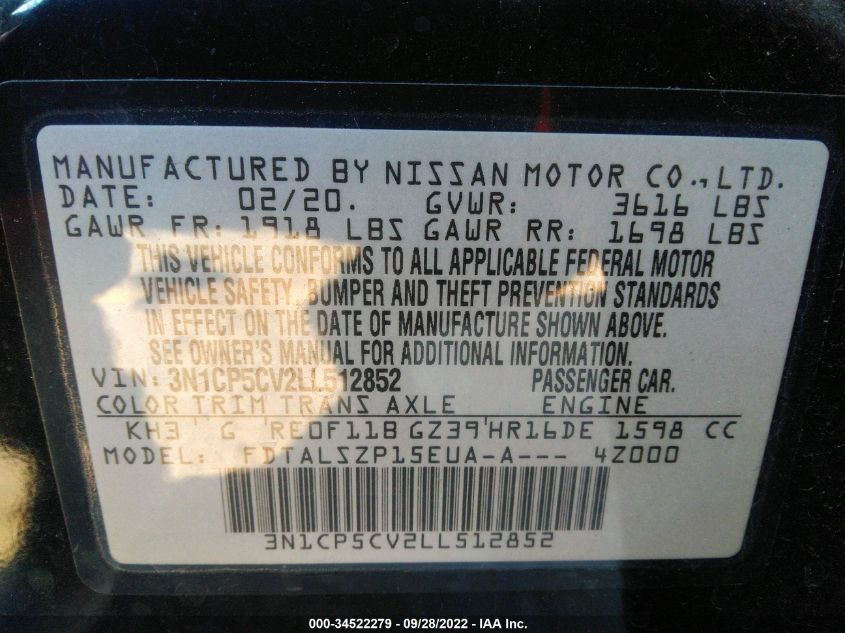 MANUFACTURED BY NISSAN MOTOR CO.,LTD.
DATE: 02/20. GVWR: 3616 LBS
GAWR FR: 1918 LBS GAWR RR: 1698 LBS
THIS VEHICLE CONFORMS TO ALL APPLICABLE FEDERAL MOTOR
VEHICLE SAFETY, BUMPER AND THEFT PREVENTION STANDARDS
IN EFFECT ON THE DATE OF MANUFACTURE SHOWN ABOVE.
SEE OWNER'S MANUAL FOR ADDITIONAL INFORMATION.
VIN: 3N1CP5CV2LL512852 PASSENGER CAR.
COLOR TRIM TRANS AXLE ENGINE
KH3 G RE0F11B GZ39 HR16DE 1598 CC
MODEL: FDTALSZP15EUA-A--- 4Z000
3N1CP5CV2LL512852
000-34522279 - 09/28/2022 - IAA Inc.